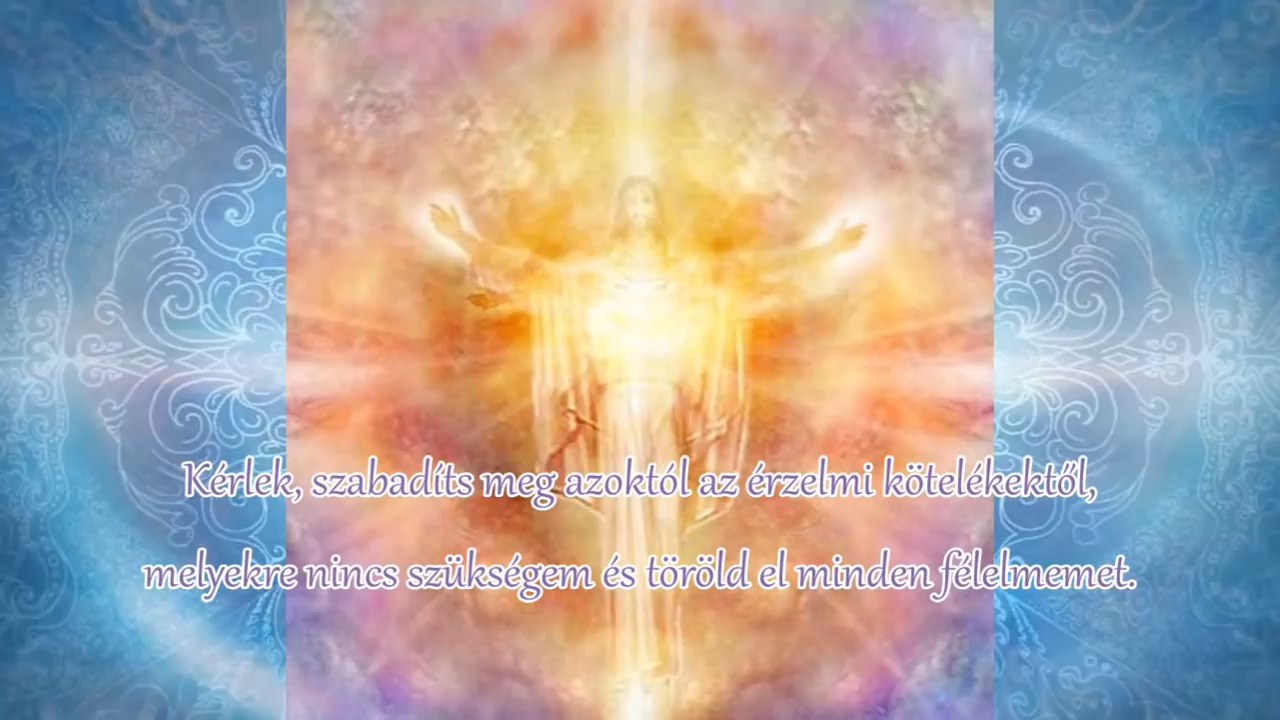 Kérlek, szabadíts meg azoktól az érzelmi kötelékektől,
melyekre nincs szükségem és töröld el minden félelmemet.